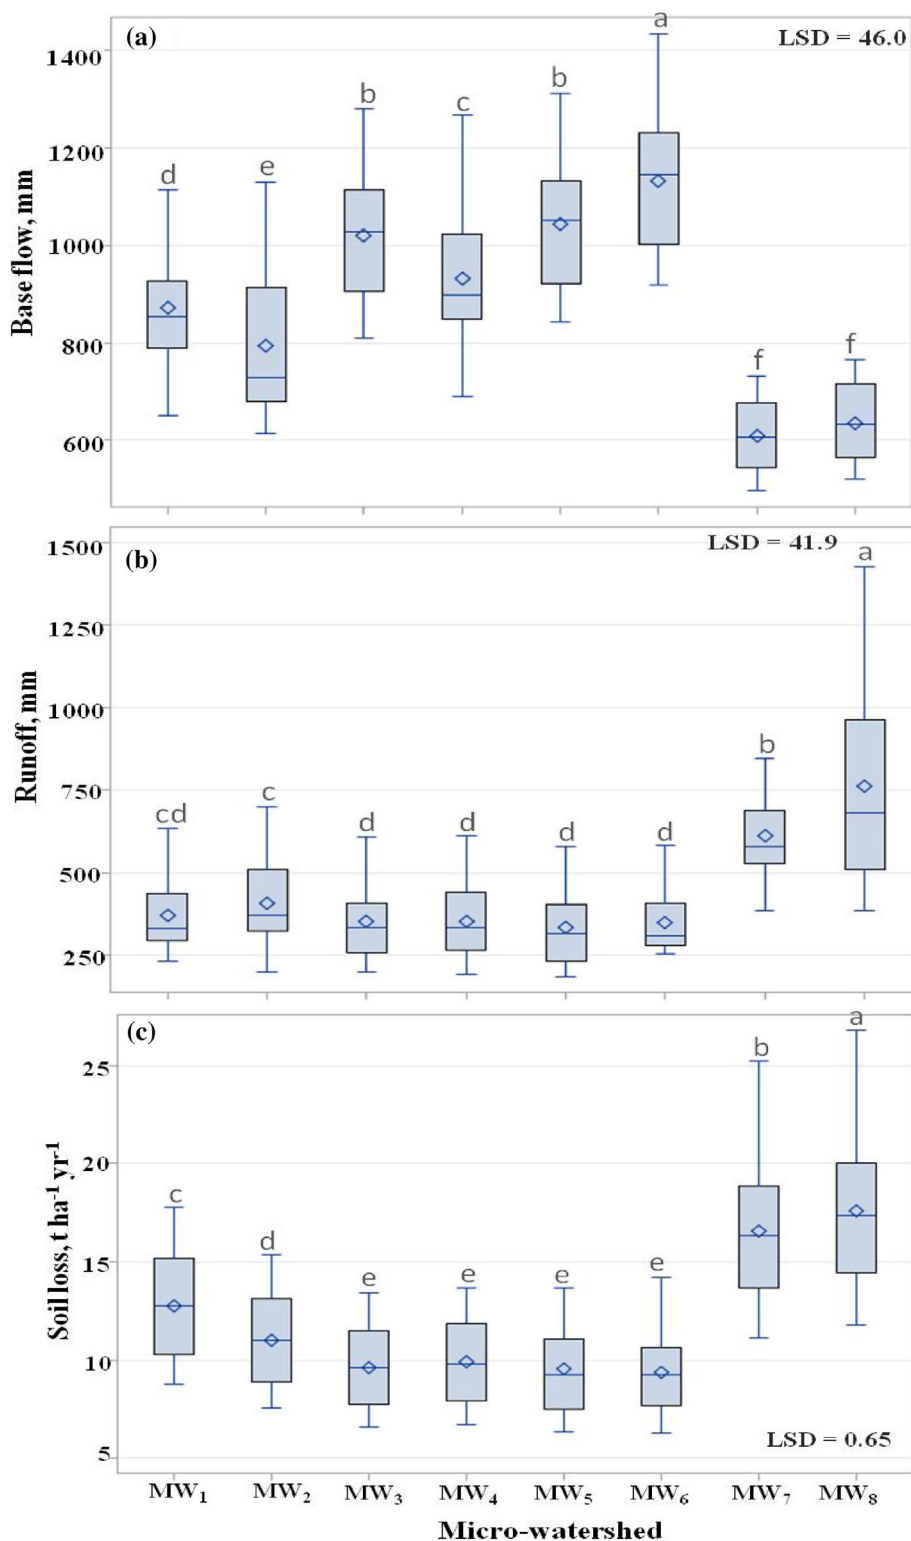 (a)
LSD = 46.0
a
b
b
c
d
e
f
f
1400
1200
1000
800
600
Base flow, mm
(b)
LSD = 41.9
a
b
c
cd
d
d
d
d
1500
1250
1000
750
500
250
Runoff, mm
(c)
a
b
c
d
e
e
e
e
25
20
15
10
5
Soil loss, t ha⁻¹ yr⁻¹
LSD = 0.65
MW₁ MW₂ MW₃ MW₄ MW₅ MW₆ MW₇ MW₈
Micro-watershed